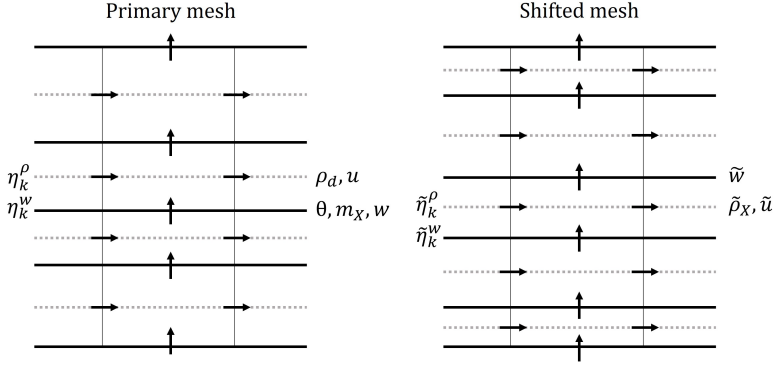 Primary mesh
Shifted mesh
η_k^ρ
ρ_d, u
η_k^w
θ, m_X, w
w̃
η̃_k^ρ
ρ̃_X, ũ
η̃_k^w